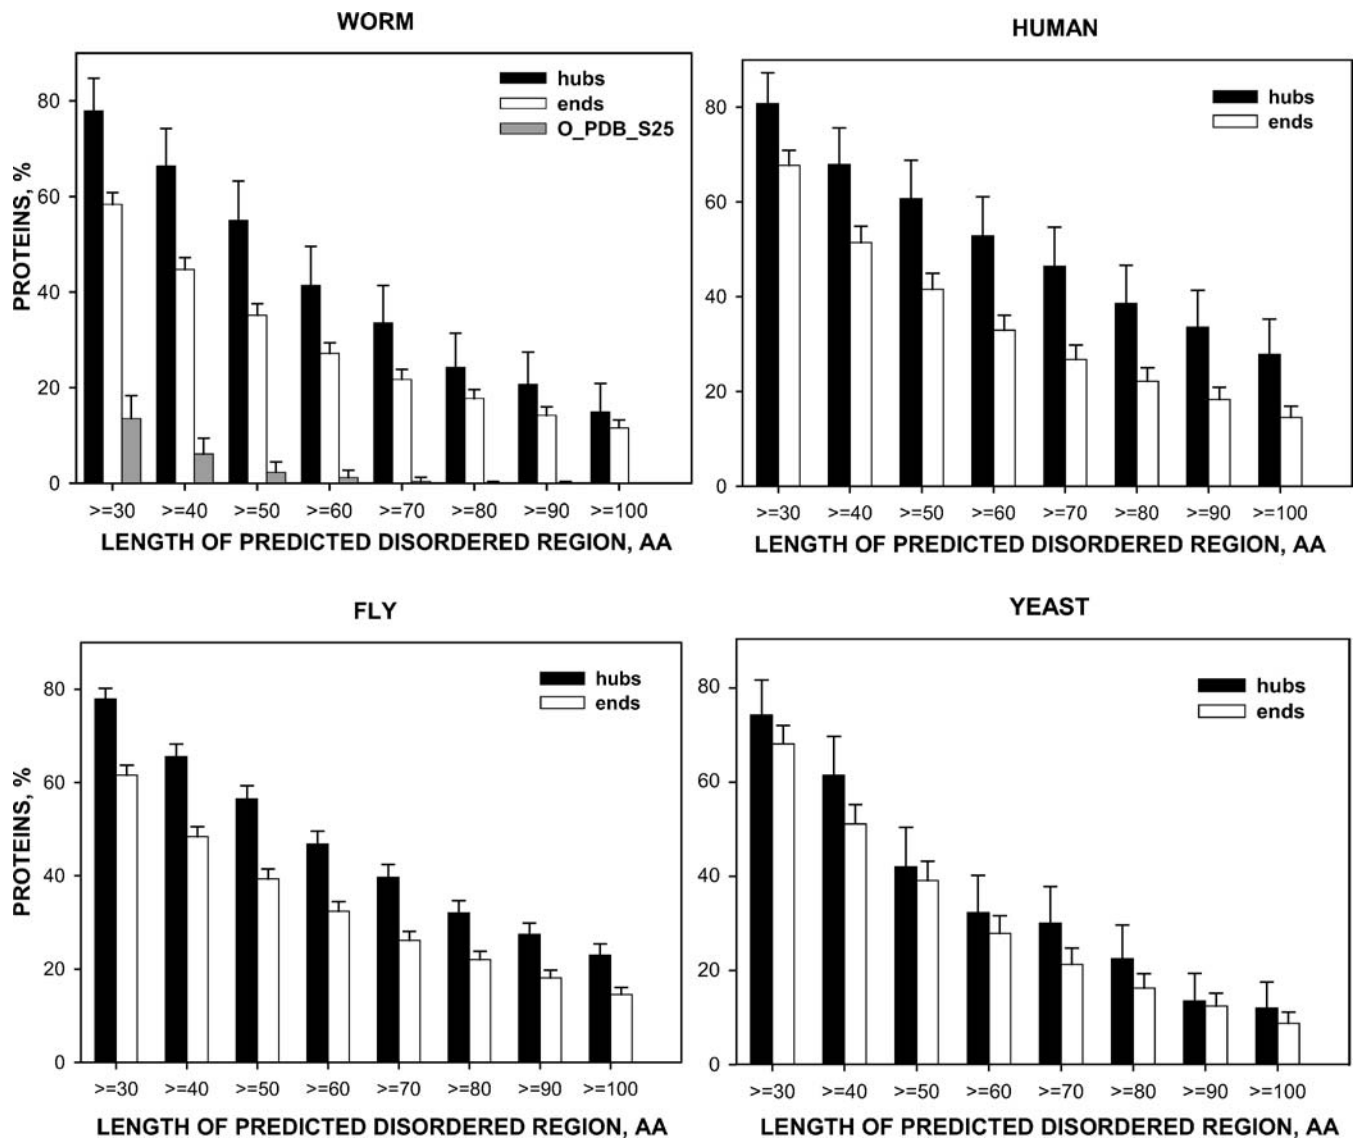 WORM
hubs
ends
O_PDB_S25
PROTEINS, %
80
60
40
20
0
>=30 >=40 >=50 >=60 >=70 >=80 >=90 >=100
LENGTH OF PREDICTED DISORDERED REGION, AA
HUMAN
hubs
ends
80
60
40
20
0
>=30 >=40 >=50 >=60 >=70 >=80 >=90 >=100
LENGTH OF PREDICTED DISORDERED REGION, AA
FLY
hubs
ends
PROTEINS, %
80
60
40
20
0
>=30 >=40 >=50 >=60 >=70 >=80 >=90 >=100
LENGTH OF PREDICTED DISORDERED REGION, AA
YEAST
hubs
ends
80
60
40
20
0
>=30 >=40 >=50 >=60 >=70 >=80 >=90 >=100
LENGTH OF PREDICTED DISORDERED REGION, AA